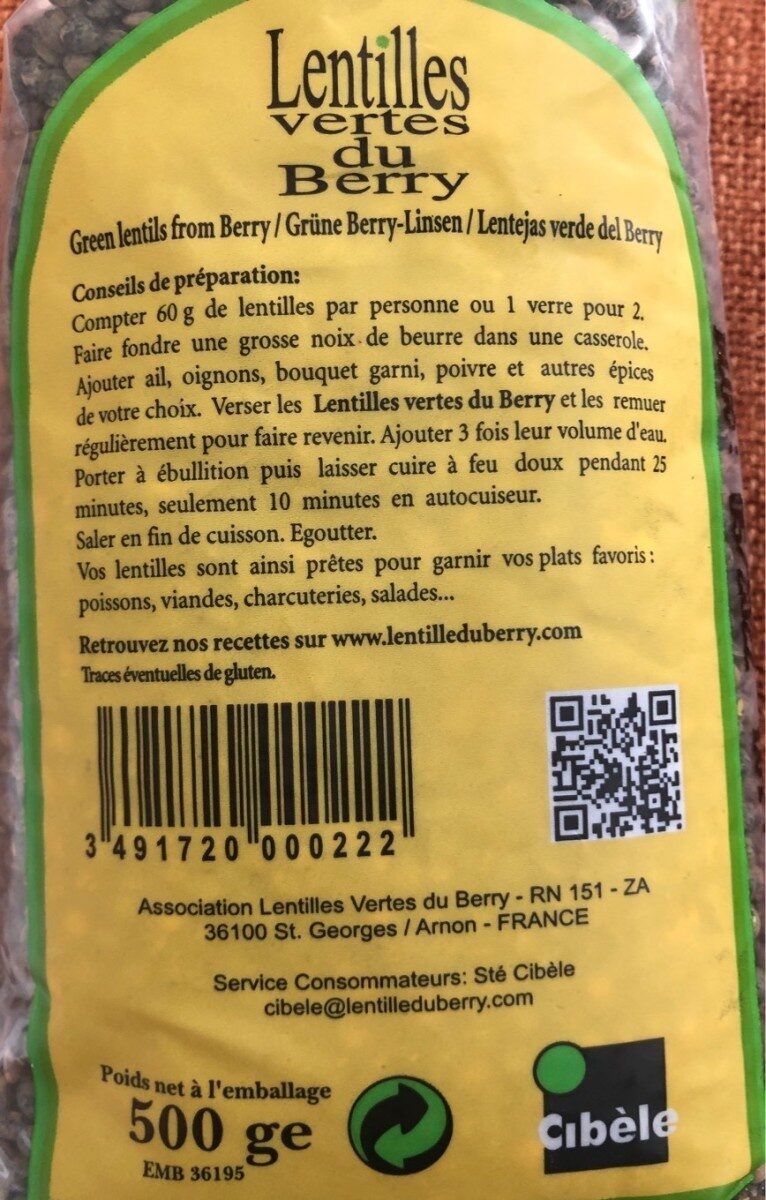 Lentilles
vertes
du
Berry
Green lentils from Berry / Grüne Berry-Linsen / Lentejas verde del Berry
Conseils de préparation:
Compter 60 g de lentilles par personne ou 1 verre pour 2.
Faire fondre une grosse noix de beurre dans une casserole.
Ajouter ail, oignons, bouquet garni, poivre et autres épices
de votre choix. Verser les Lentilles vertes du Berry et les remuer
régulièrement pour faire revenir. Ajouter 3 fois leur volume d'eau.
Porter à ébullition puis laisser cuire à feu doux pendant 25
minutes, seulement 10 minutes en autocuiseur.
Saler en fin de cuisson. Egoutter.
Vos lentilles sont ainsi prêtes pour garnir vos plats favoris :
poissons, viandes, charcuteries, salades...
Retrouvez nos recettes sur www.lentilleduberry.com
Traces éventuelles de gluten.
3 491720 000222
Association Lentilles Vertes du Berry - RN 151 - ZA
36100 St. Georges / Arnon - FRANCE
Service Consommateurs: Sté Cibèle
cibele@lentilleduberry.com
Poids net à l'emballage
500 ge
EMB 36195
Cibèle